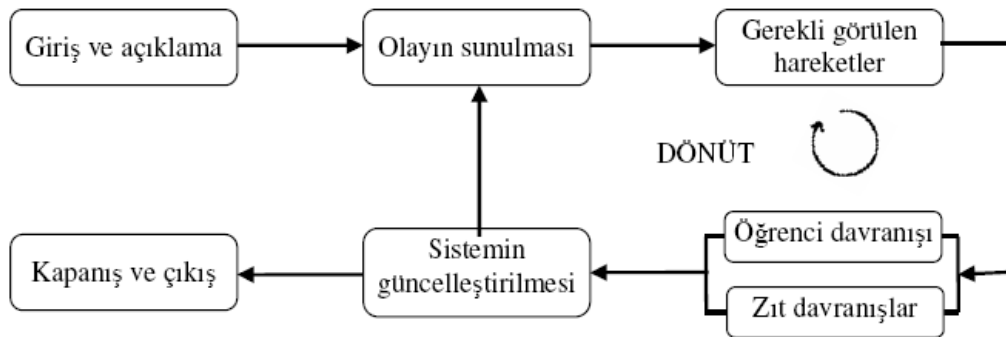 Giriş ve açıklama
Olayın sunulması
Gerekli görülen
hareketler
DÖNÜT
Öğrenci davranışı
Zıt davranışlar
Sistemin
güncelleştirilmesi
Kapanış ve çıkış